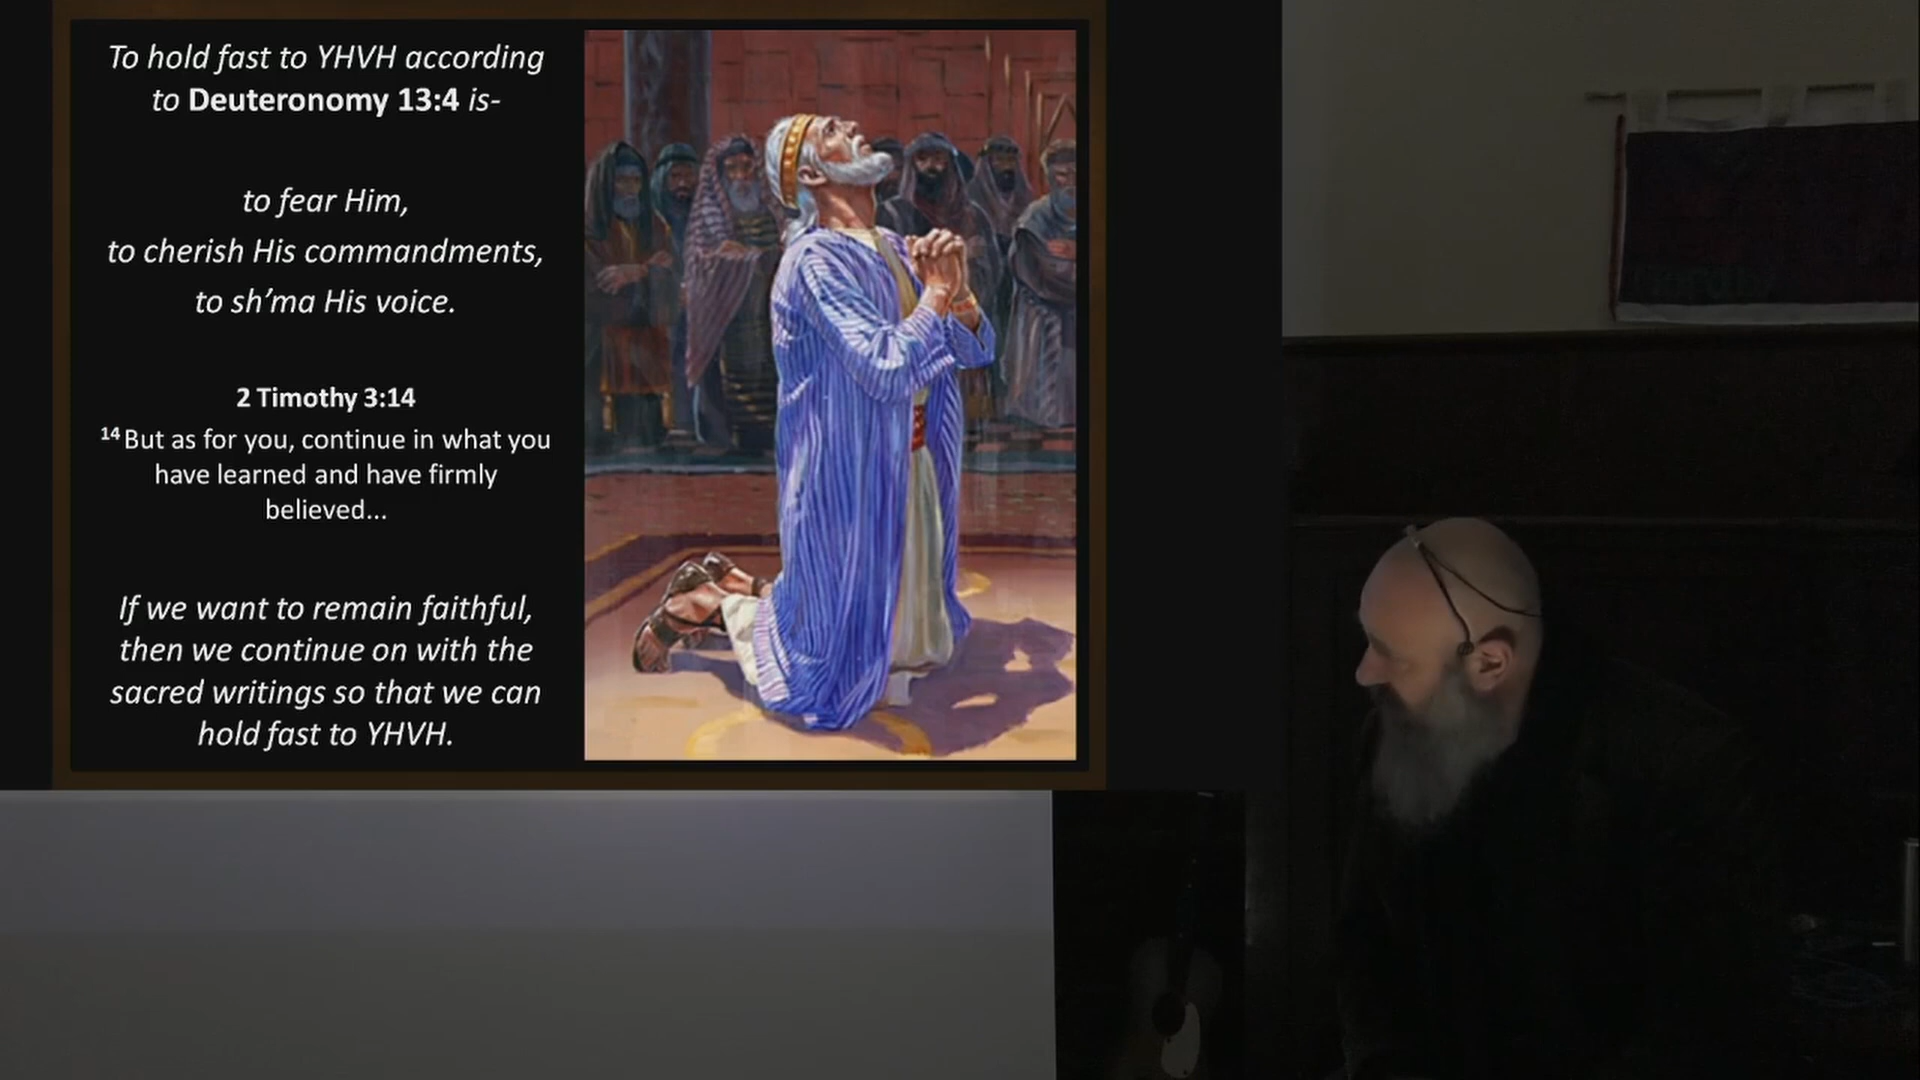 To hold fast to YHVH according
to Deuteronomy 13:4 is-
to fear Him,
to cherish His commandments,
to sh’ma His voice.
2 Timothy 3:14
14 But as for you, continue in what you
have learned and have firmly
believed...
If we want to remain faithful,
then we continue on with the
sacred writings so that we can
hold fast to YHVH.